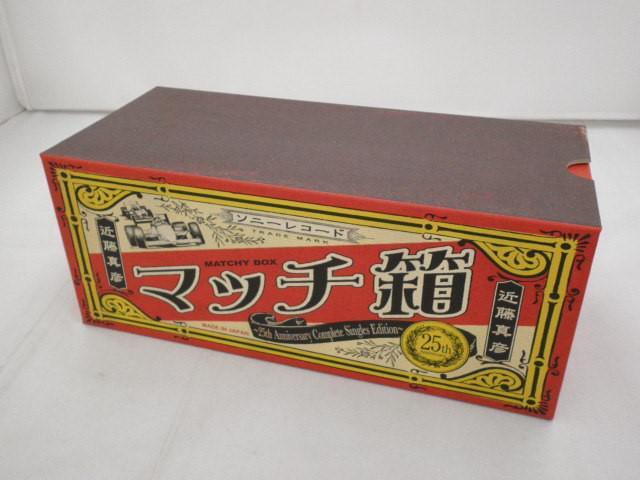 近藤真彦
ソニーレコード
TRADE MARK
MATCHY BOX
マッチ箱
近藤真彦
MADE IN JAPAN
~25th Anniversary Complete Singles Edition~
25th